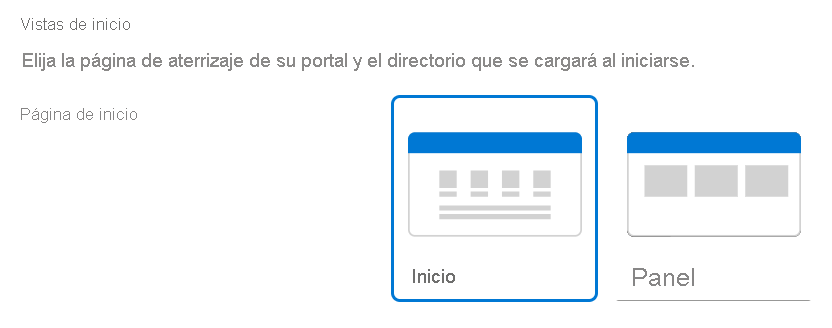 Vistas de inicio
Elija la página de aterrizaje de su portal y el directorio que se cargará al iniciarse.
Página de inicio
Inicio
Panel